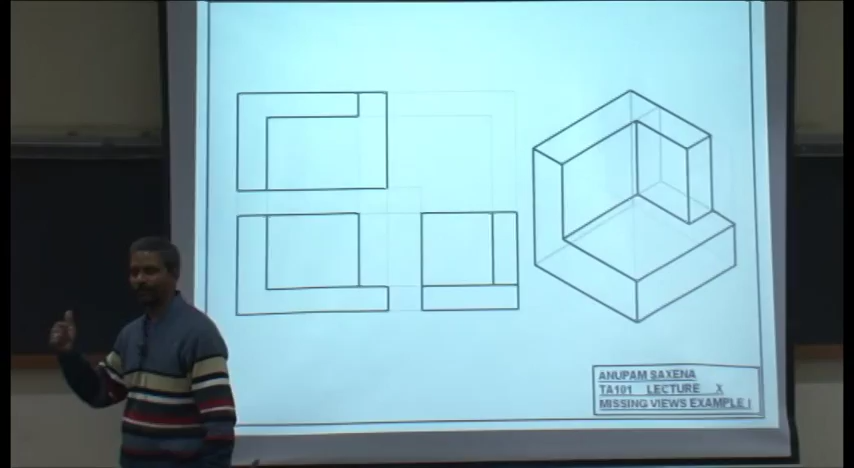 ANUPAM SAXENA
TA101 LECTURE X
MISSING VIEWS EXAMPLE I